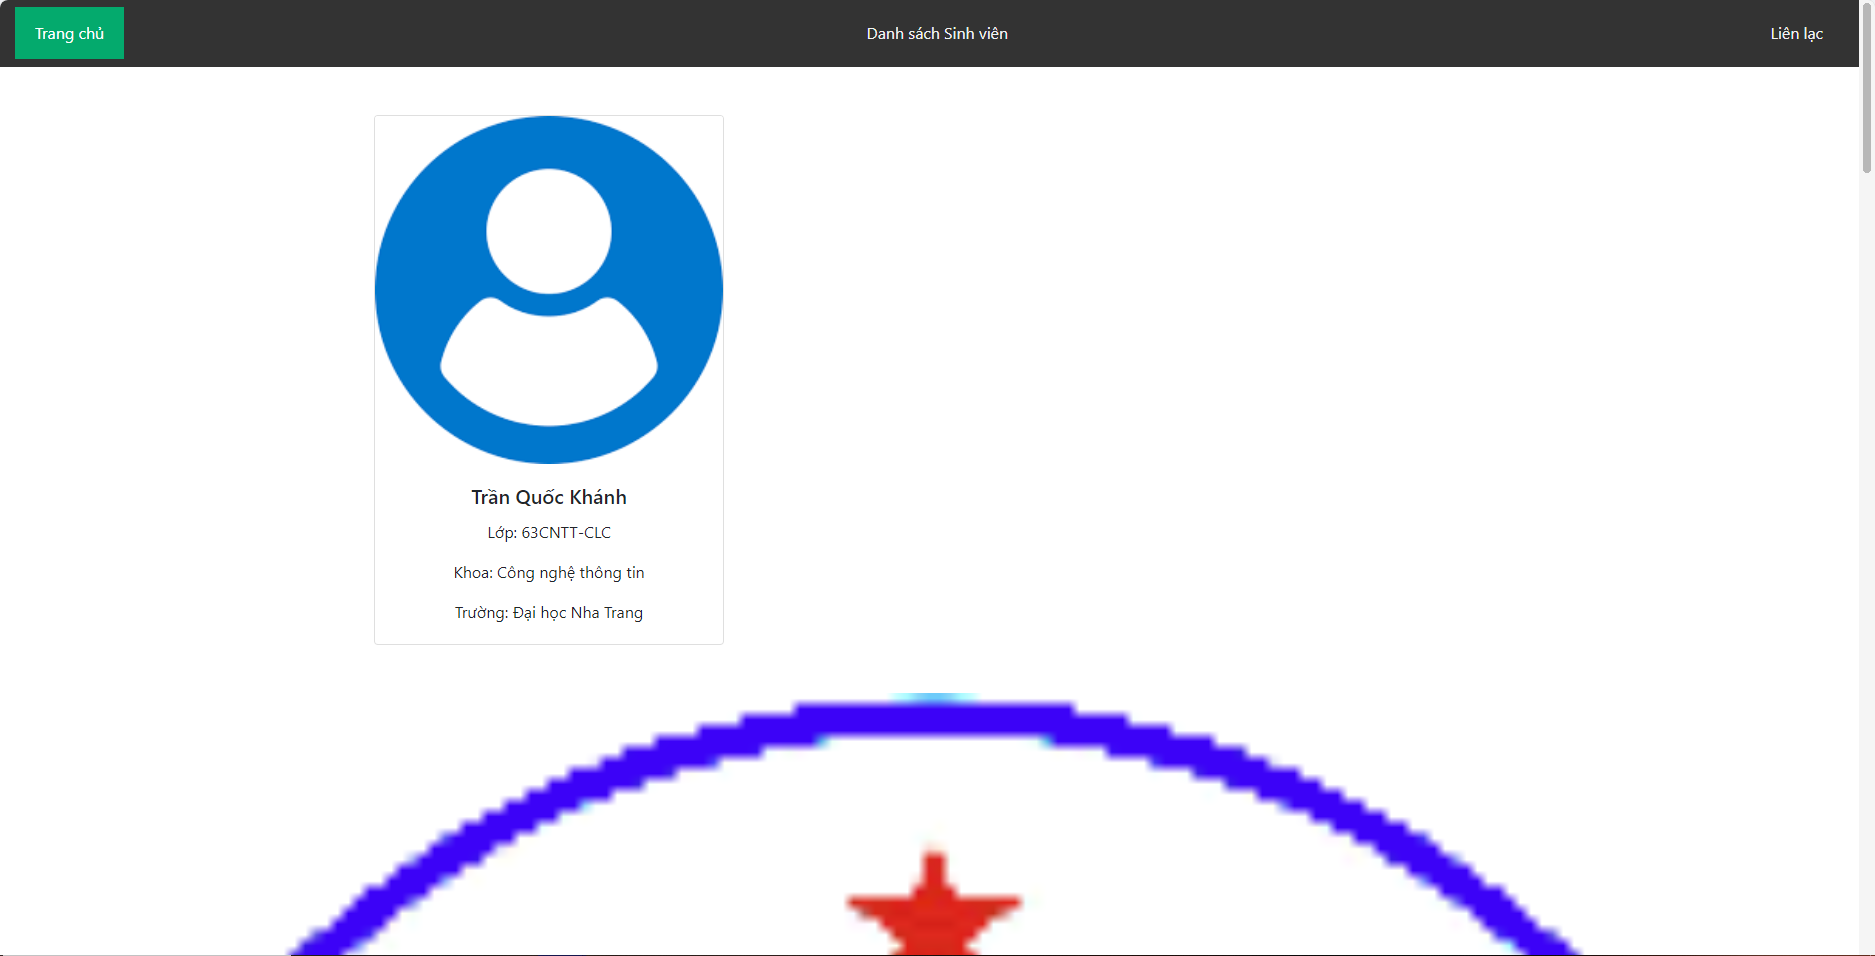 Trang chủ
Danh sách Sinh viên
Liên lạc
Trần Quốc Khánh
Lớp: 63CNTT-CLC
Khoa: Công nghệ thông tin
Trường: Đại học Nha Trang